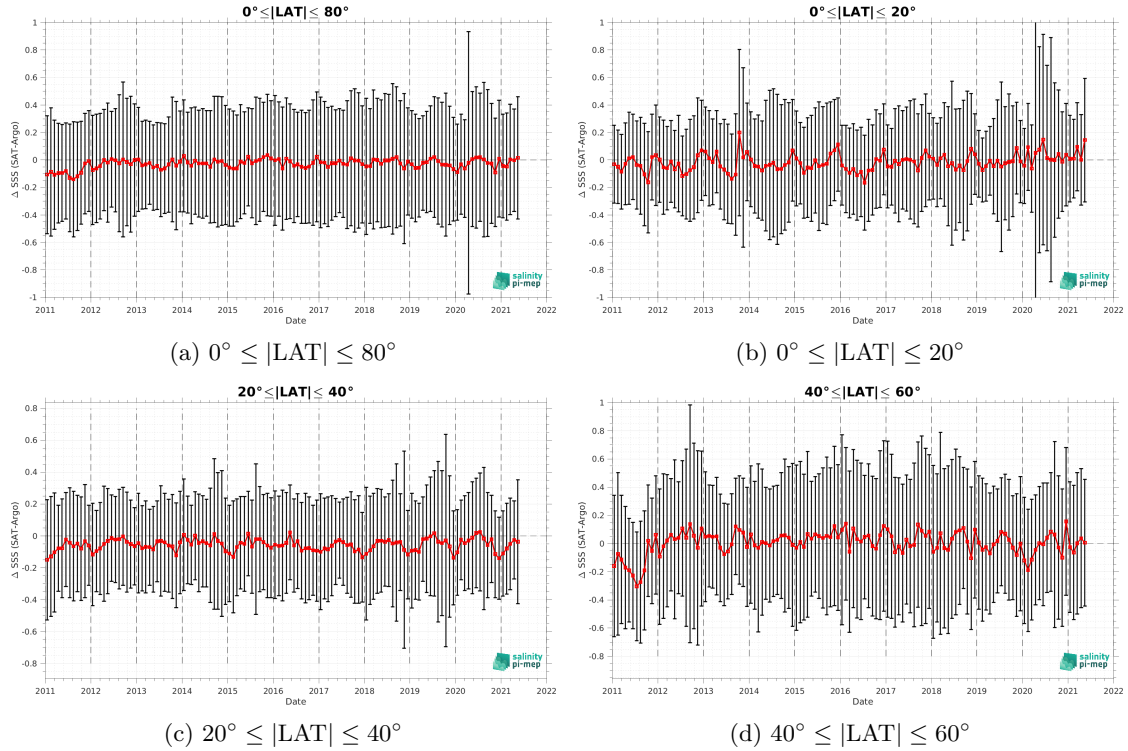 0°≤|LAT|≤ 80°
Δ SSS (SAT-Argo)
1
0.8
0.6
0.4
0.2
0
-0.2
-0.4
-0.6
-0.8
-1
2011 2012 2013 2014 2015 2016 2017 2018 2019 2020 2021 2022
Date
salinity
pi-mep
(a) 0° ≤ |LAT| ≤ 80°
0°≤|LAT|≤ 20°
Δ SSS (SAT-Argo)
1
0.8
0.6
0.4
0.2
0
-0.2
-0.4
-0.6
-0.8
-1
2011 2012 2013 2014 2015 2016 2017 2018 2019 2020 2021 2022
Date
salinity
pi-mep
(b) 0° ≤ |LAT| ≤ 20°
20°≤|LAT|≤ 40°
Δ SSS (SAT-Argo)
0.8
0.6
0.4
0.2
0
-0.2
-0.4
-0.6
-0.8
2011 2012 2013 2014 2015 2016 2017 2018 2019 2020 2021 2022
Date
salinity
pi-mep
(c) 20° ≤ |LAT| ≤ 40°
40°≤|LAT|≤ 60°
Δ SSS (SAT-Argo)
1
0.8
0.6
0.4
0.2
0
-0.2
-0.4
-0.6
-0.8
2011 2012 2013 2014 2015 2016 2017 2018 2019 2020 2021 2022
Date
salinity
pi-mep
(d) 40° ≤ |LAT| ≤ 60°